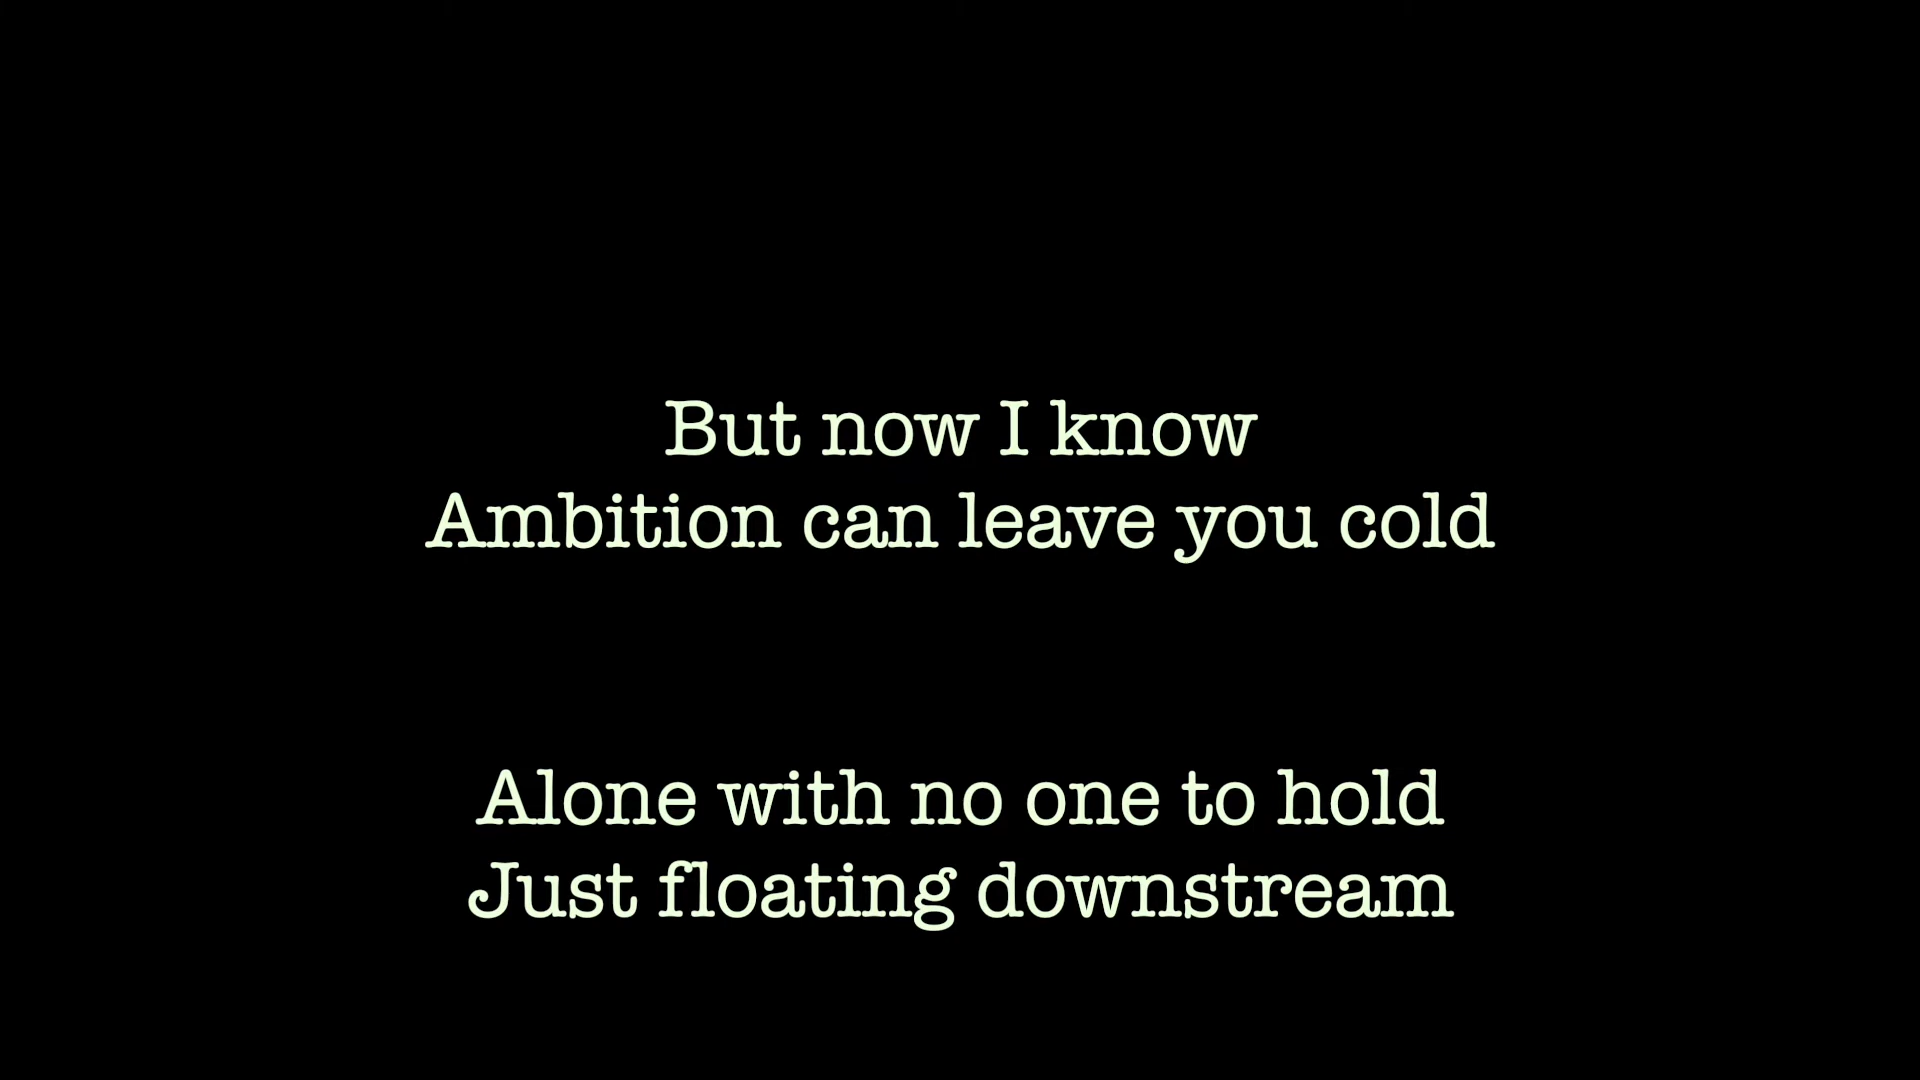 But now I know
Ambition can leave you cold
Alone with no one to hold
Just floating downstream